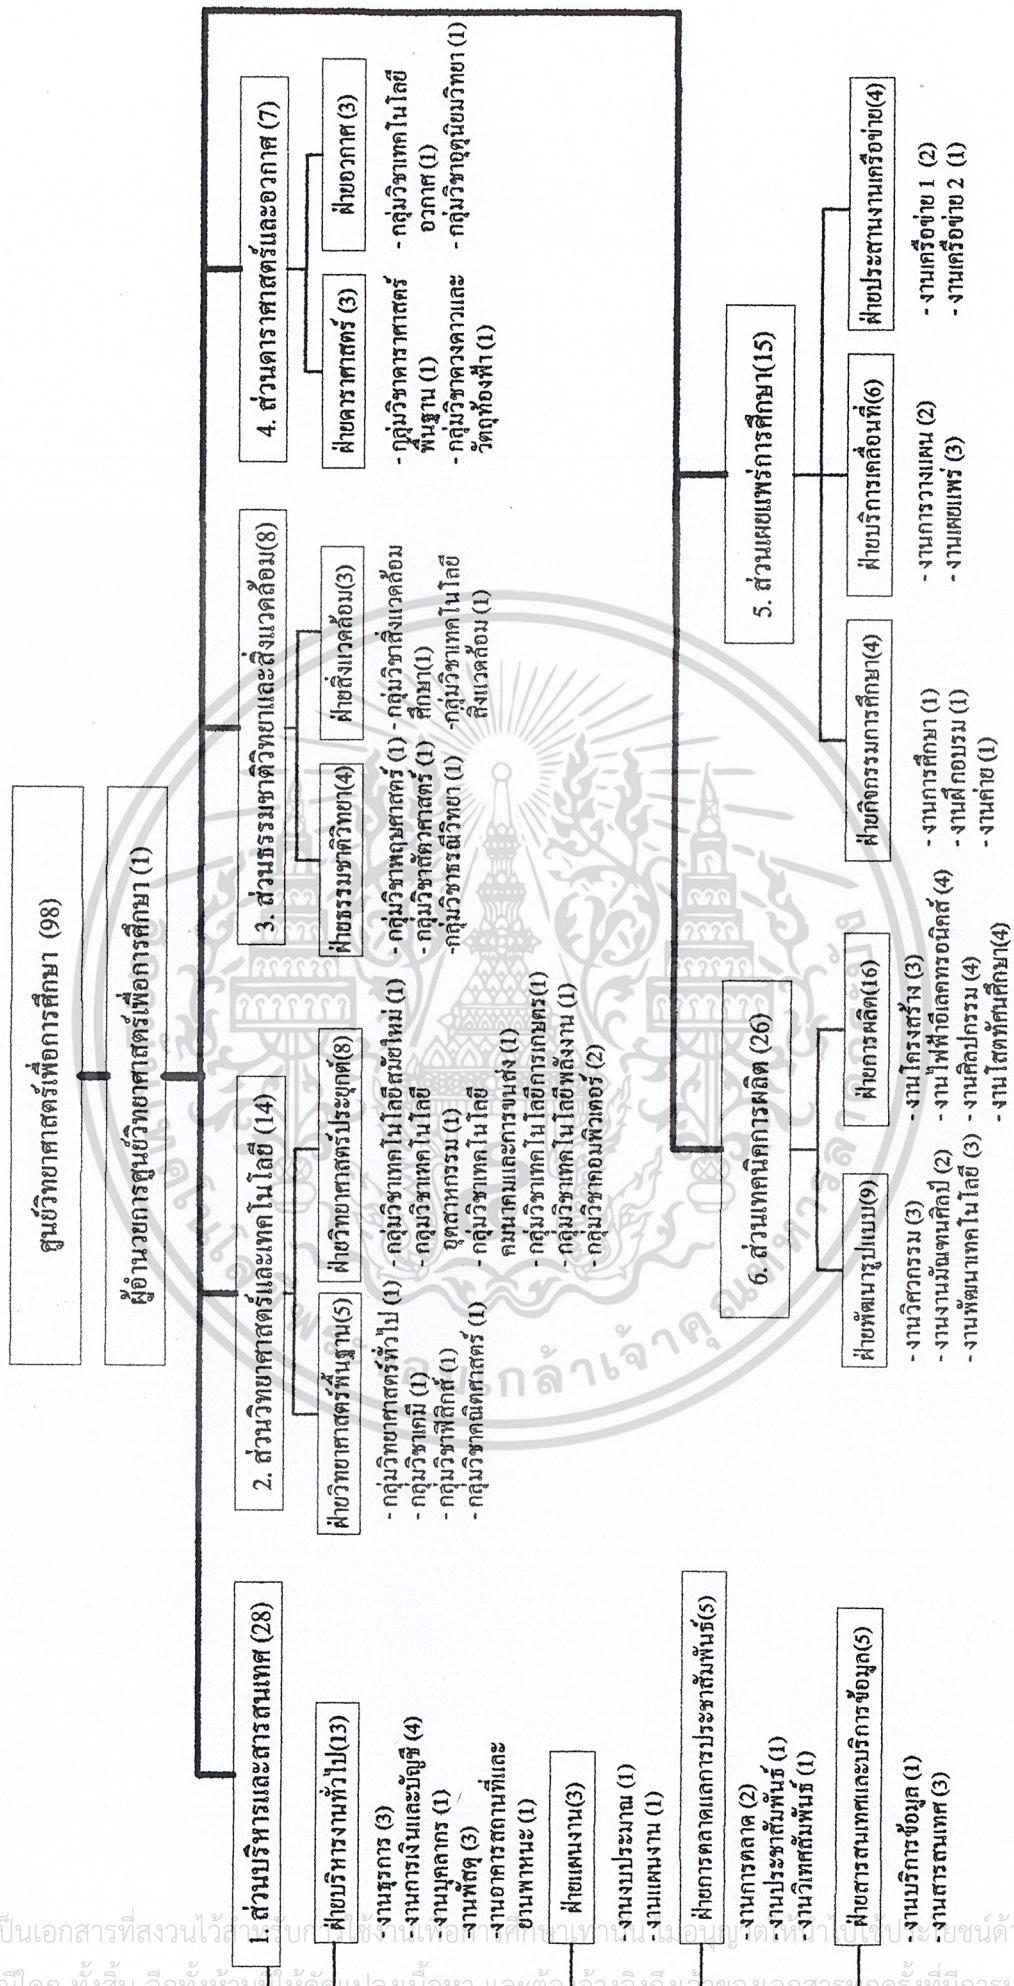 ศูนย์วิทยาศาสตร์เพื่อการศึกษา (98)
ผู้อำนวยการศูนย์วิทยาศาสตร์เพื่อการศึกษา (1)
1. ส่วนบริหารและสารสนเทศ (28)
ฝ่ายบริหารงานทั่วไป(13)
- งานธุรการ (3)
- งานการเงินและบัญชี (4)
- งานบุคลากร (1)
- งานพัสดุ (3)
- งานอาคารสถานที่และ
ยานพาหนะ (1)
ฝ่ายแผนงาน(3)
- งานงบประมาณ (1)
- งานแผนงาน (1)
ฝ่ายการตลาดแลการประชาสัมพันธ์(5)
- งานการตลาด (2)
- งานประชาสัมพันธ์ (1)
- งานวิเทศสัมพันธ์ (1)
ฝ่ายสารสนเทศและบริการข้อมูล(5)
- งานบริการข้อมูล (1)
- งานสารสนเทศ (3)
2. ส่วนวิทยาศาสตร์และเทคโนโลยี (14)
ฝ่ายวิทยาศาสตร์พื้นฐาน(5)
- กลุ่มวิทยาศาสตร์ทั่วไป (1)
- กลุ่มวิชาเคมี (1)
- กลุ่มวิชาฟิสิกส์ (1)
- กลุ่มวิชาคณิตศาสตร์ (1)
ฝ่ายวิทยาศาสตร์ประยุกต์(8)
- กลุ่มวิชาเทคโนโลยีสมัยใหม่ (1)
- กลุ่มวิชาเทคโนโลยี
อุตสาหกรรม (1)
- กลุ่มวิชาเทคโนโลยี
คมนาคมและการขนส่ง (1)
- กลุ่มวิชาเทคโนโลยีการเกษตร(1)
- กลุ่มวิชาเทคโนโลยีพลังงาน (1)
- กลุ่มวิชาคอมพิวเตอร์ (2)
3. ส่วนธรรมชาติวิทยาและสิ่งแวดล้อม(8)
ฝ่ายธรรมชาติวิทยา(4)
- กลุ่มวิชาพฤษศาสตร์ (1)
- กลุ่มวิชาสัตวศาสตร์ (1)
-กลุ่มวิชาธรณีวิทยา (1)
ฝ่ายสิ่งแวดล้อม(3)
- กลุ่มวิชาสิ่งแวดล้อม
ศึกษา(1)
-กลุ่มวิชาเทคโนโลยี
สิ่งแวดล้อม (1)
4. ส่วนดาราศาสตร์และอวกาศ (7)
ฝ่ายดาราศาสตร์ (3)
- กลุ่มวิชาดาราศาสตร์
พื้นฐาน (1)
- กลุ่มวิชาดวงดาวและ
วัตถุท้องฟ้า (1)
ฝ่ายอวกาศ (3)
- กลุ่มวิชาเทคโนโลยี
อวกาศ (1)
- กลุ่มวิชาอุตุนิยมวิทยา (1)
5. ส่วนเผยแพร่การศึกษา(15)
ฝ่ายกิจกรรมการศึกษา(4)
- งานการศึกษา (1)
- งานฝึกอบรม (1)
- งานค่าย (1)
ฝ่ายบริการเคลื่อนที่(6)
- งานการวางแผน (2)
- งานเผยแพร่ (3)
ฝ่ายประสานงานเครือข่าย(4)
- งานเครือข่าย 1 (2)
- งานเครือข่าย 2 (1)
6. ส่วนเทคนิคการผลิต (26)
ฝ่ายพัฒนารูปแบบ(9)
- งานวิศวกรรม (3)
- งานงานมัณฑนศิลป์ (2)
- งานพัฒนาเทคโนโลยี (3)
ฝ่ายการผลิต(16)
- งานโครงสร้าง (3)
- งานไฟฟ้าอิเลคทรอนิคส์ (4)
- งานศิลปกรรม (4)
- งานโสตทัศนศึกษา(4)